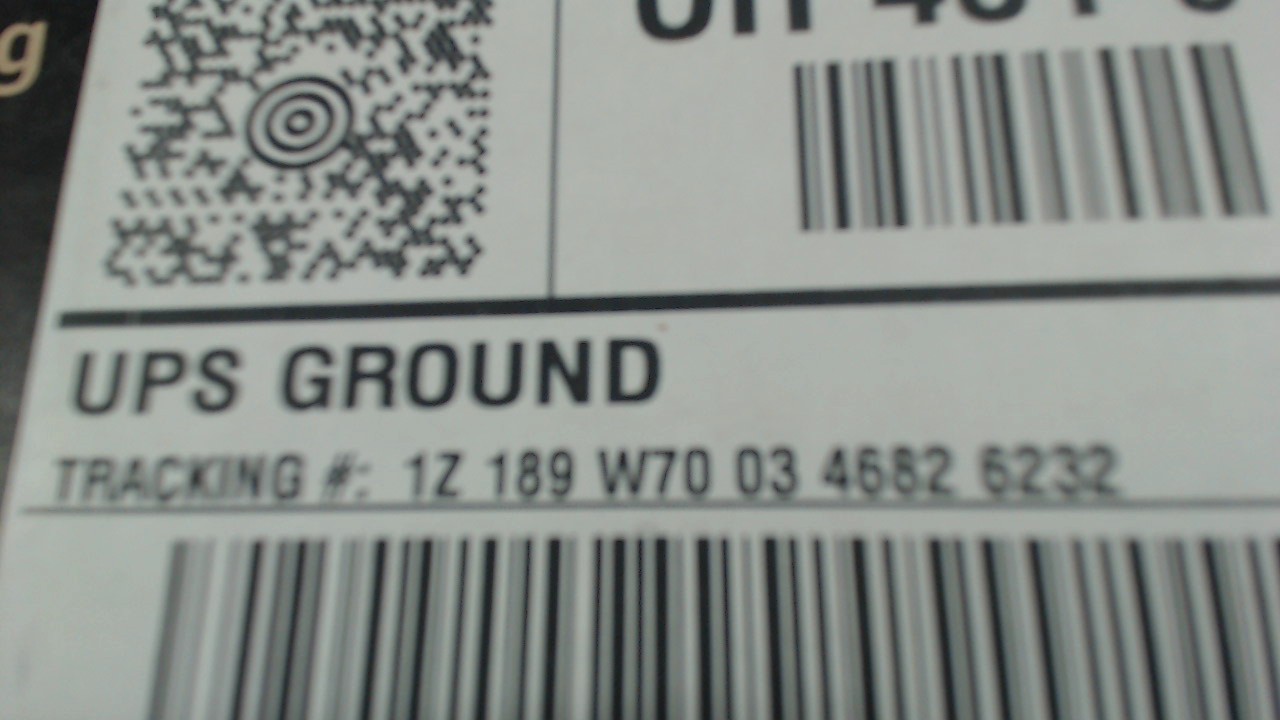 g
UPS GROUND
TRACKING #: 1Z 189 W70 03 4682 6232